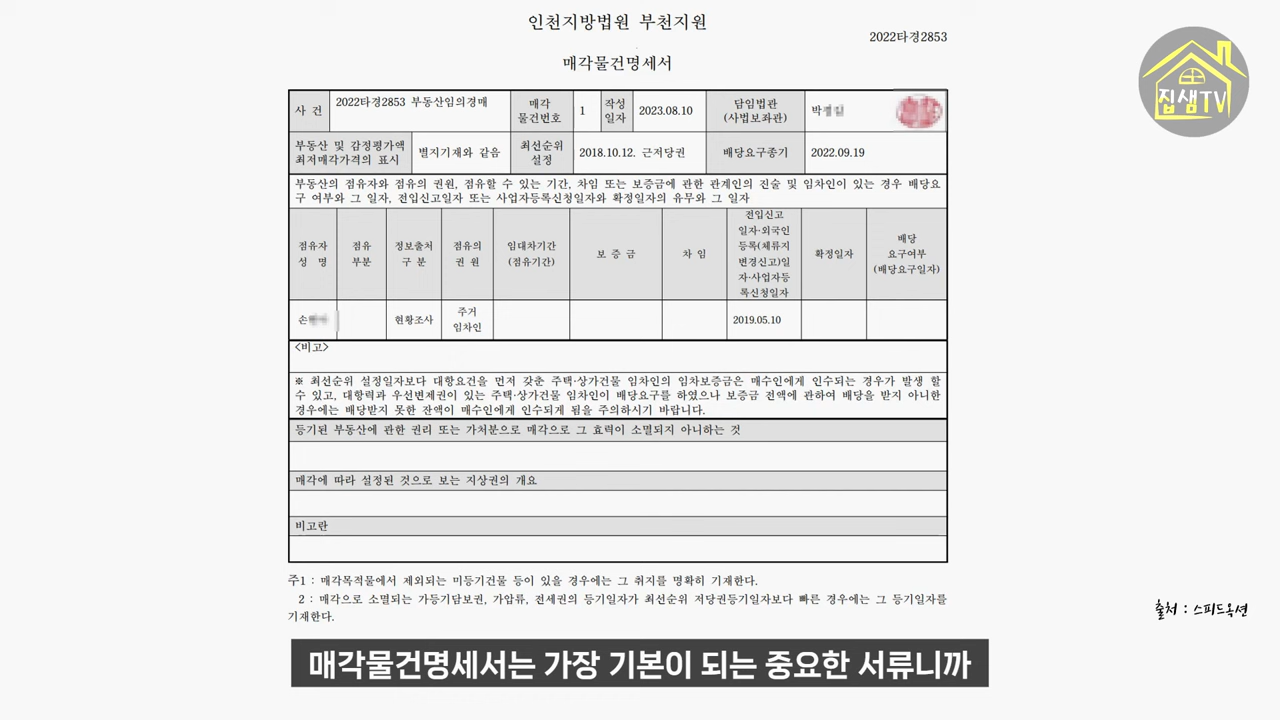 인천지방법원 부천지원
2022타경2853
매각물건명세서
사 건
2022타경2853 부동산임의경매
매각
물건번호
1
작성
일자
2023.08.10
담임법관
(사법보좌관)
박
부동산 및 감정평가액
최저매각가격의 표시
별지기재와 같음
최선순위
설정
2018.10.12. 근저당권
배당요구종기
2022.09.19
부동산의 점유자와 점유의 권원, 점유할 수 있는 기간, 차임 또는 보증금에 관한 관계인의 진술 및 임차인이 있는 경우 배당요
구 여부와 그 일자, 전입신고일자 또는 사업자등록신청일자와 확정일자의 유무와 그 일자
점유자
성 명
점유
부분
정보출처
구 분
점유의
권 원
임대차기간
(점유기간)
보 증 금
차 임
전입신고
일자·외국인
등록(체류지
변경신고)일
자·사업자등
록신청일자
확정일자
배당
요구여부
(배당요구일자)
손
현황조사
주거
임차인
2019.05.10
<비고>
※ 최선순위 설정일자보다 대항요건을 먼저 갖춘 주택·상가건물 임차인의 임차보증금은 매수인에게 인수되는 경우가 발생 할
수 있고, 대항력과 우선변제권이 있는 주택·상가건물 임차인이 배당요구를 하였으나 보증금 전액에 관하여 배당을 받지 아니한
경우에는 배당받지 못한 잔액이 매수인에게 인수되게 됨을 주의하시기 바랍니다.
등기된 부동산에 관한 권리 또는 가처분으로 매각으로 그 효력이 소멸되지 아니하는 것
매각에 따라 설정된 것으로 보는 지상권의 개요
비고란
주1 : 매각목적물에서 제외되는 미등기건물 등이 있을 경우에는 그 취지를 명확히 기재한다.
2 : 매각으로 소멸되는 가등기담보권, 가압류, 전세권의 등기일자가 최선순위 저당권등기일자보다 빠른 경우에는 그 등기일자를
기재한다.
집샘TV
출처 : 스피드옥션
매각물건명세서는 가장 기본이 되는 중요한 서류니까